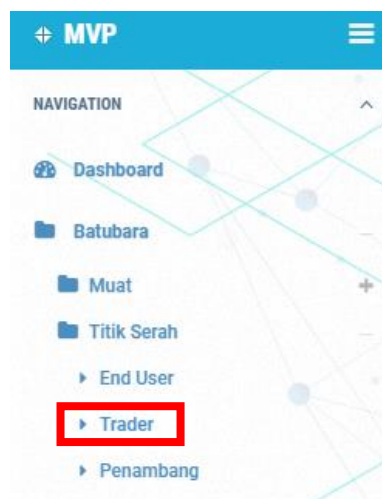 MVP
NAVIGATION
Dashboard
Batubara
Muat
Titik Serah
End User
Trader
Penambang